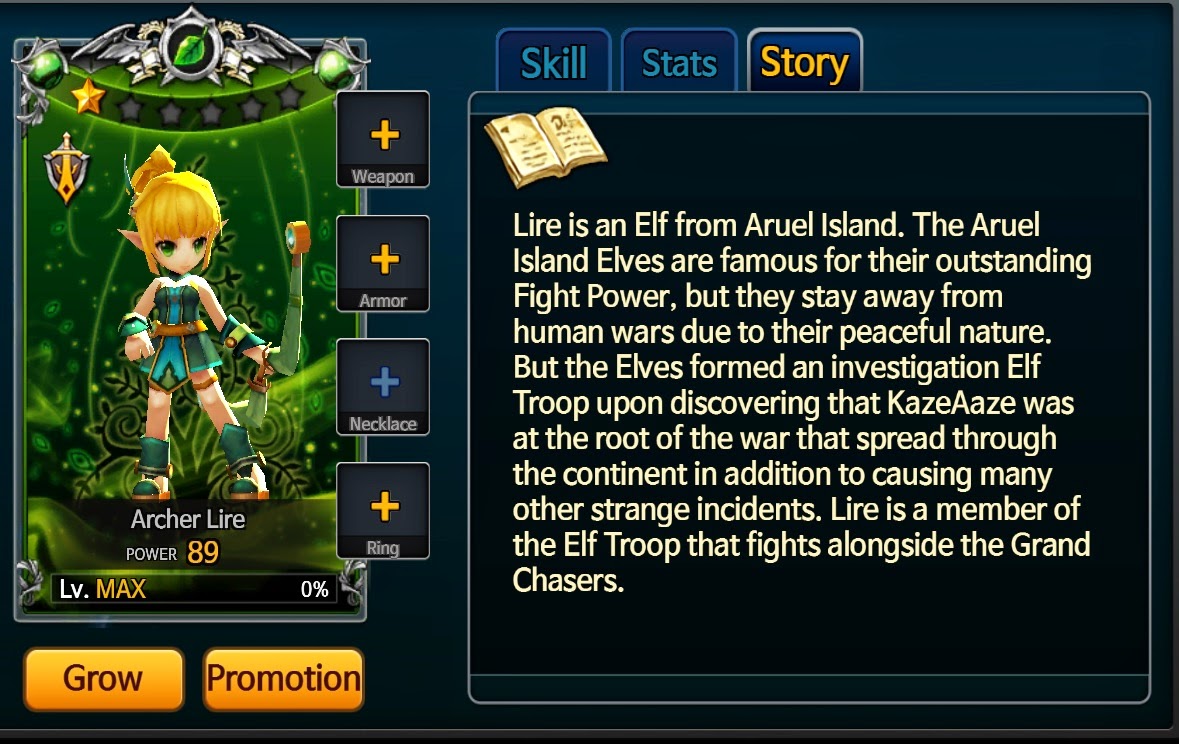 Skill
Stats
Story
Weapon
Armor
Necklace
Ring
Archer Lire
POWER 89
Lv. MAX 0%
Grow
Promotion
Lire is an Elf from Aruel Island. The Aruel
Island Elves are famous for their outstanding
Fight Power, but they stay away from
human wars due to their peaceful nature.
But the Elves formed an investigation Elf
Troop upon discovering that KazeAaze was
at the root of the war that spread through
the continent in addition to causing many
other strange incidents. Lire is a member of
the Elf Troop that fights alongside the Grand
Chasers.